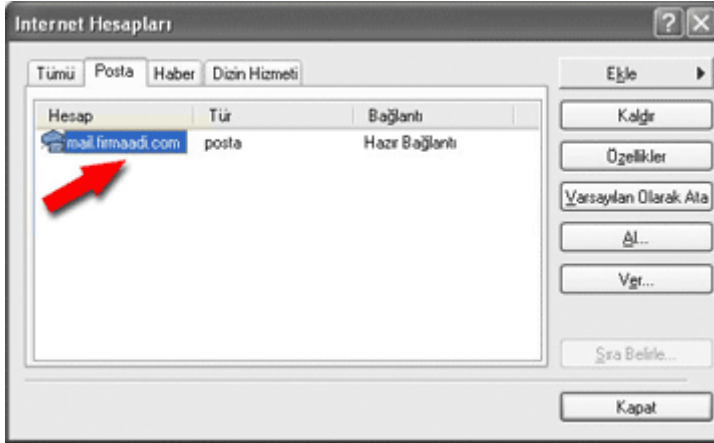 Internet Hesapları
Tümü Posta Haber Dizin Hizmeti
Hesap Tür Bağlantı
mail.firmaadi.com posta Hazır Bağlantı
Ekle
Kaldır
Özellikler
Varsayılan Olarak Ata
Al...
Ver...
Sıra Belirle...
Kapat